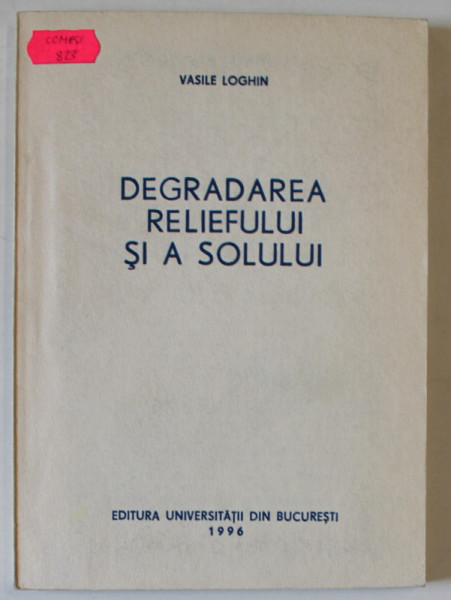 VASILE LOGHIN
DEGRADAREA
RELIEFULUI
ŞI A SOLULUI
EDITURA UNIVERSITĂŢII DIN BUCUREŞTI
1996